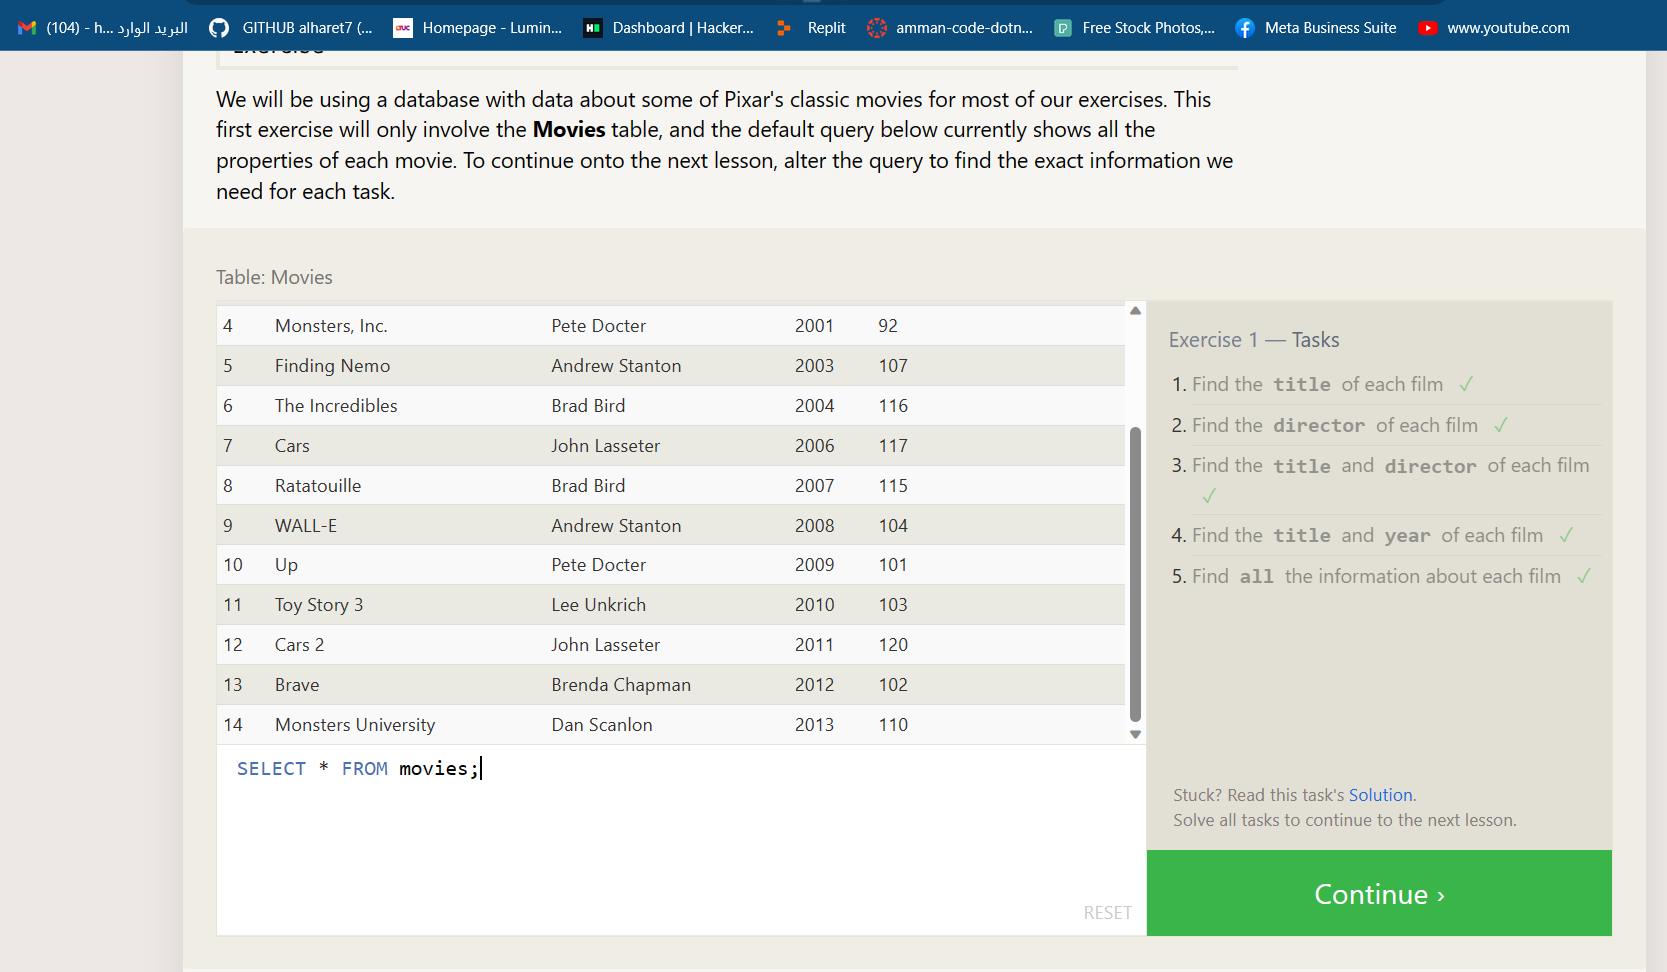 (104) - h... البريد الوارد GITHUB alharet7 (... LTUC Homepage - Lumin... H Dashboard | Hacker... Replit amman-code-dotn... Free Stock Photos,... Meta Business Suite www.youtube.com
We will be using a database with data about some of Pixar's classic movies for most of our exercises. This
first exercise will only involve the Movies table, and the default query below currently shows all the
properties of each movie. To continue onto the next lesson, alter the query to find the exact information we
need for each task.
Table: Movies
4 Monsters, Inc. Pete Docter 2001 92
5 Finding Nemo Andrew Stanton 2003 107
6 The Incredibles Brad Bird 2004 116
7 Cars John Lasseter 2006 117
8 Ratatouille Brad Bird 2007 115
9 WALL-E Andrew Stanton 2008 104
10 Up Pete Docter 2009 101
11 Toy Story 3 Lee Unkrich 2010 103
12 Cars 2 John Lasseter 2011 120
13 Brave Brenda Chapman 2012 102
14 Monsters University Dan Scanlon 2013 110
SELECT * FROM movies;
RESET
Exercise 1 — Tasks
1. Find the title of each film ✓
2. Find the director of each film ✓
3. Find the title and director of each film
✓
4. Find the title and year of each film ✓
5. Find all the information about each film ✓
Stuck? Read this task's Solution.
Solve all tasks to continue to the next lesson.
Continue ›